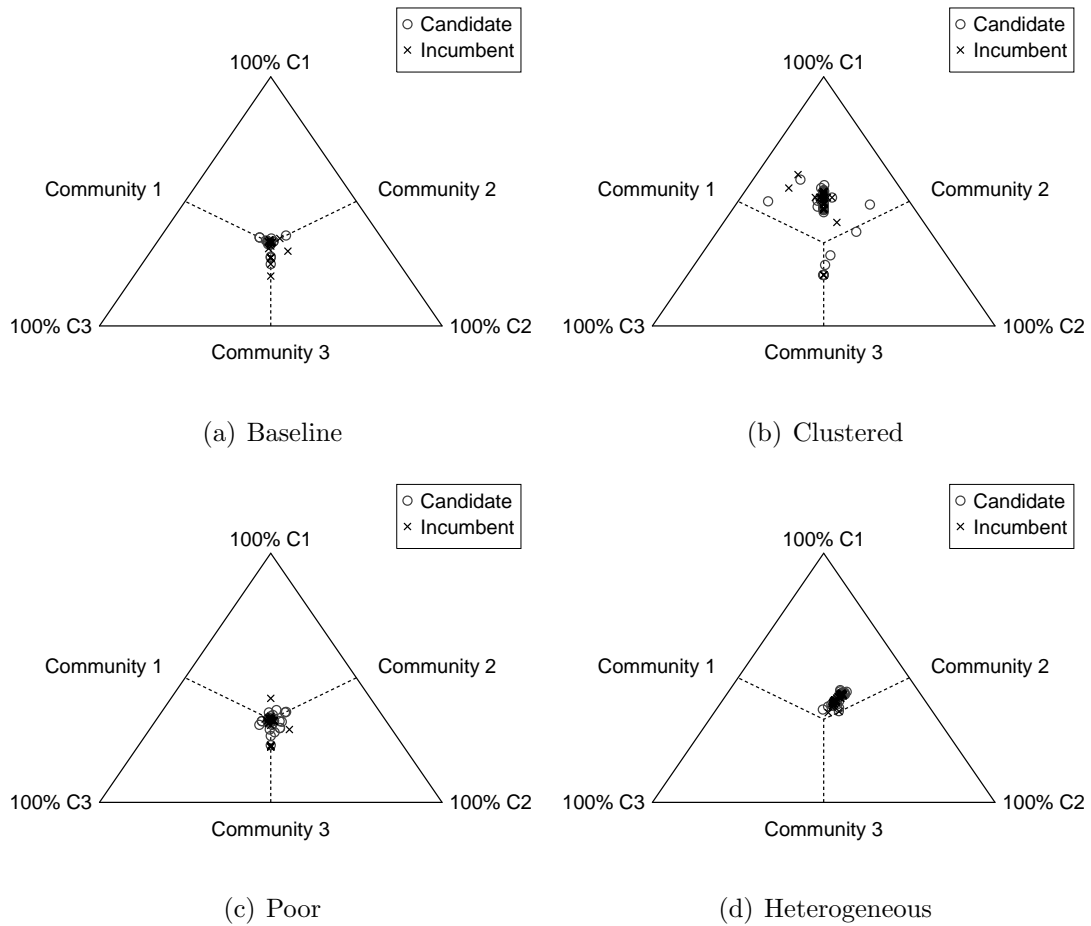 Candidate
Incumbent
100% C1
Community 1
Community 2
100% C3
100% C2
Community 3
(a) Baseline
Candidate
Incumbent
100% C1
Community 1
Community 2
100% C3
100% C2
Community 3
(b) Clustered
Candidate
Incumbent
100% C1
Community 1
Community 2
100% C3
100% C2
Community 3
(c) Poor
Candidate
Incumbent
100% C1
Community 1
Community 2
100% C3
100% C2
Community 3
(d) Heterogeneous